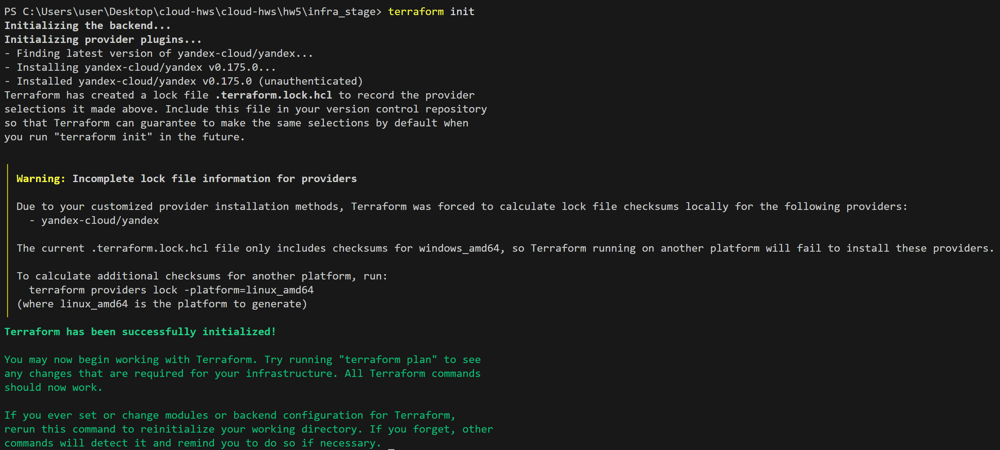 PS C:\Users\user\Desktop\cloud-hws\cloud-hws\hw5\infra_stage> terraform init
Initializing the backend...
Initializing provider plugins...
- Finding latest version of yandex-cloud/yandex...
- Installing yandex-cloud/yandex v0.175.0...
- Installed yandex-cloud/yandex v0.175.0 (unauthenticated)
Terraform has created a lock file .terraform.lock.hcl to record the provider
selections it made above. Include this file in your version control repository
so that Terraform can guarantee to make the same selections by default when
you run "terraform init" in the future.
Warning: Incomplete lock file information for providers
Due to your customized provider installation methods, Terraform was forced to calculate lock file checksums locally for the following providers:
- yandex-cloud/yandex
The current .terraform.lock.hcl file only includes checksums for windows_amd64, so Terraform running on another platform will fail to install these providers.
To calculate additional checksums for another platform, run:
terraform providers lock -platform=linux_amd64
(where linux_amd64 is the platform to generate)
Terraform has been successfully initialized!
You may now begin working with Terraform. Try running "terraform plan" to see
any changes that are required for your infrastructure. All Terraform commands
should now work.
If you ever set or change modules or backend configuration for Terraform,
rerun this command to reinitialize your working directory. If you forget, other
commands will detect it and remind you to do so if necessary.